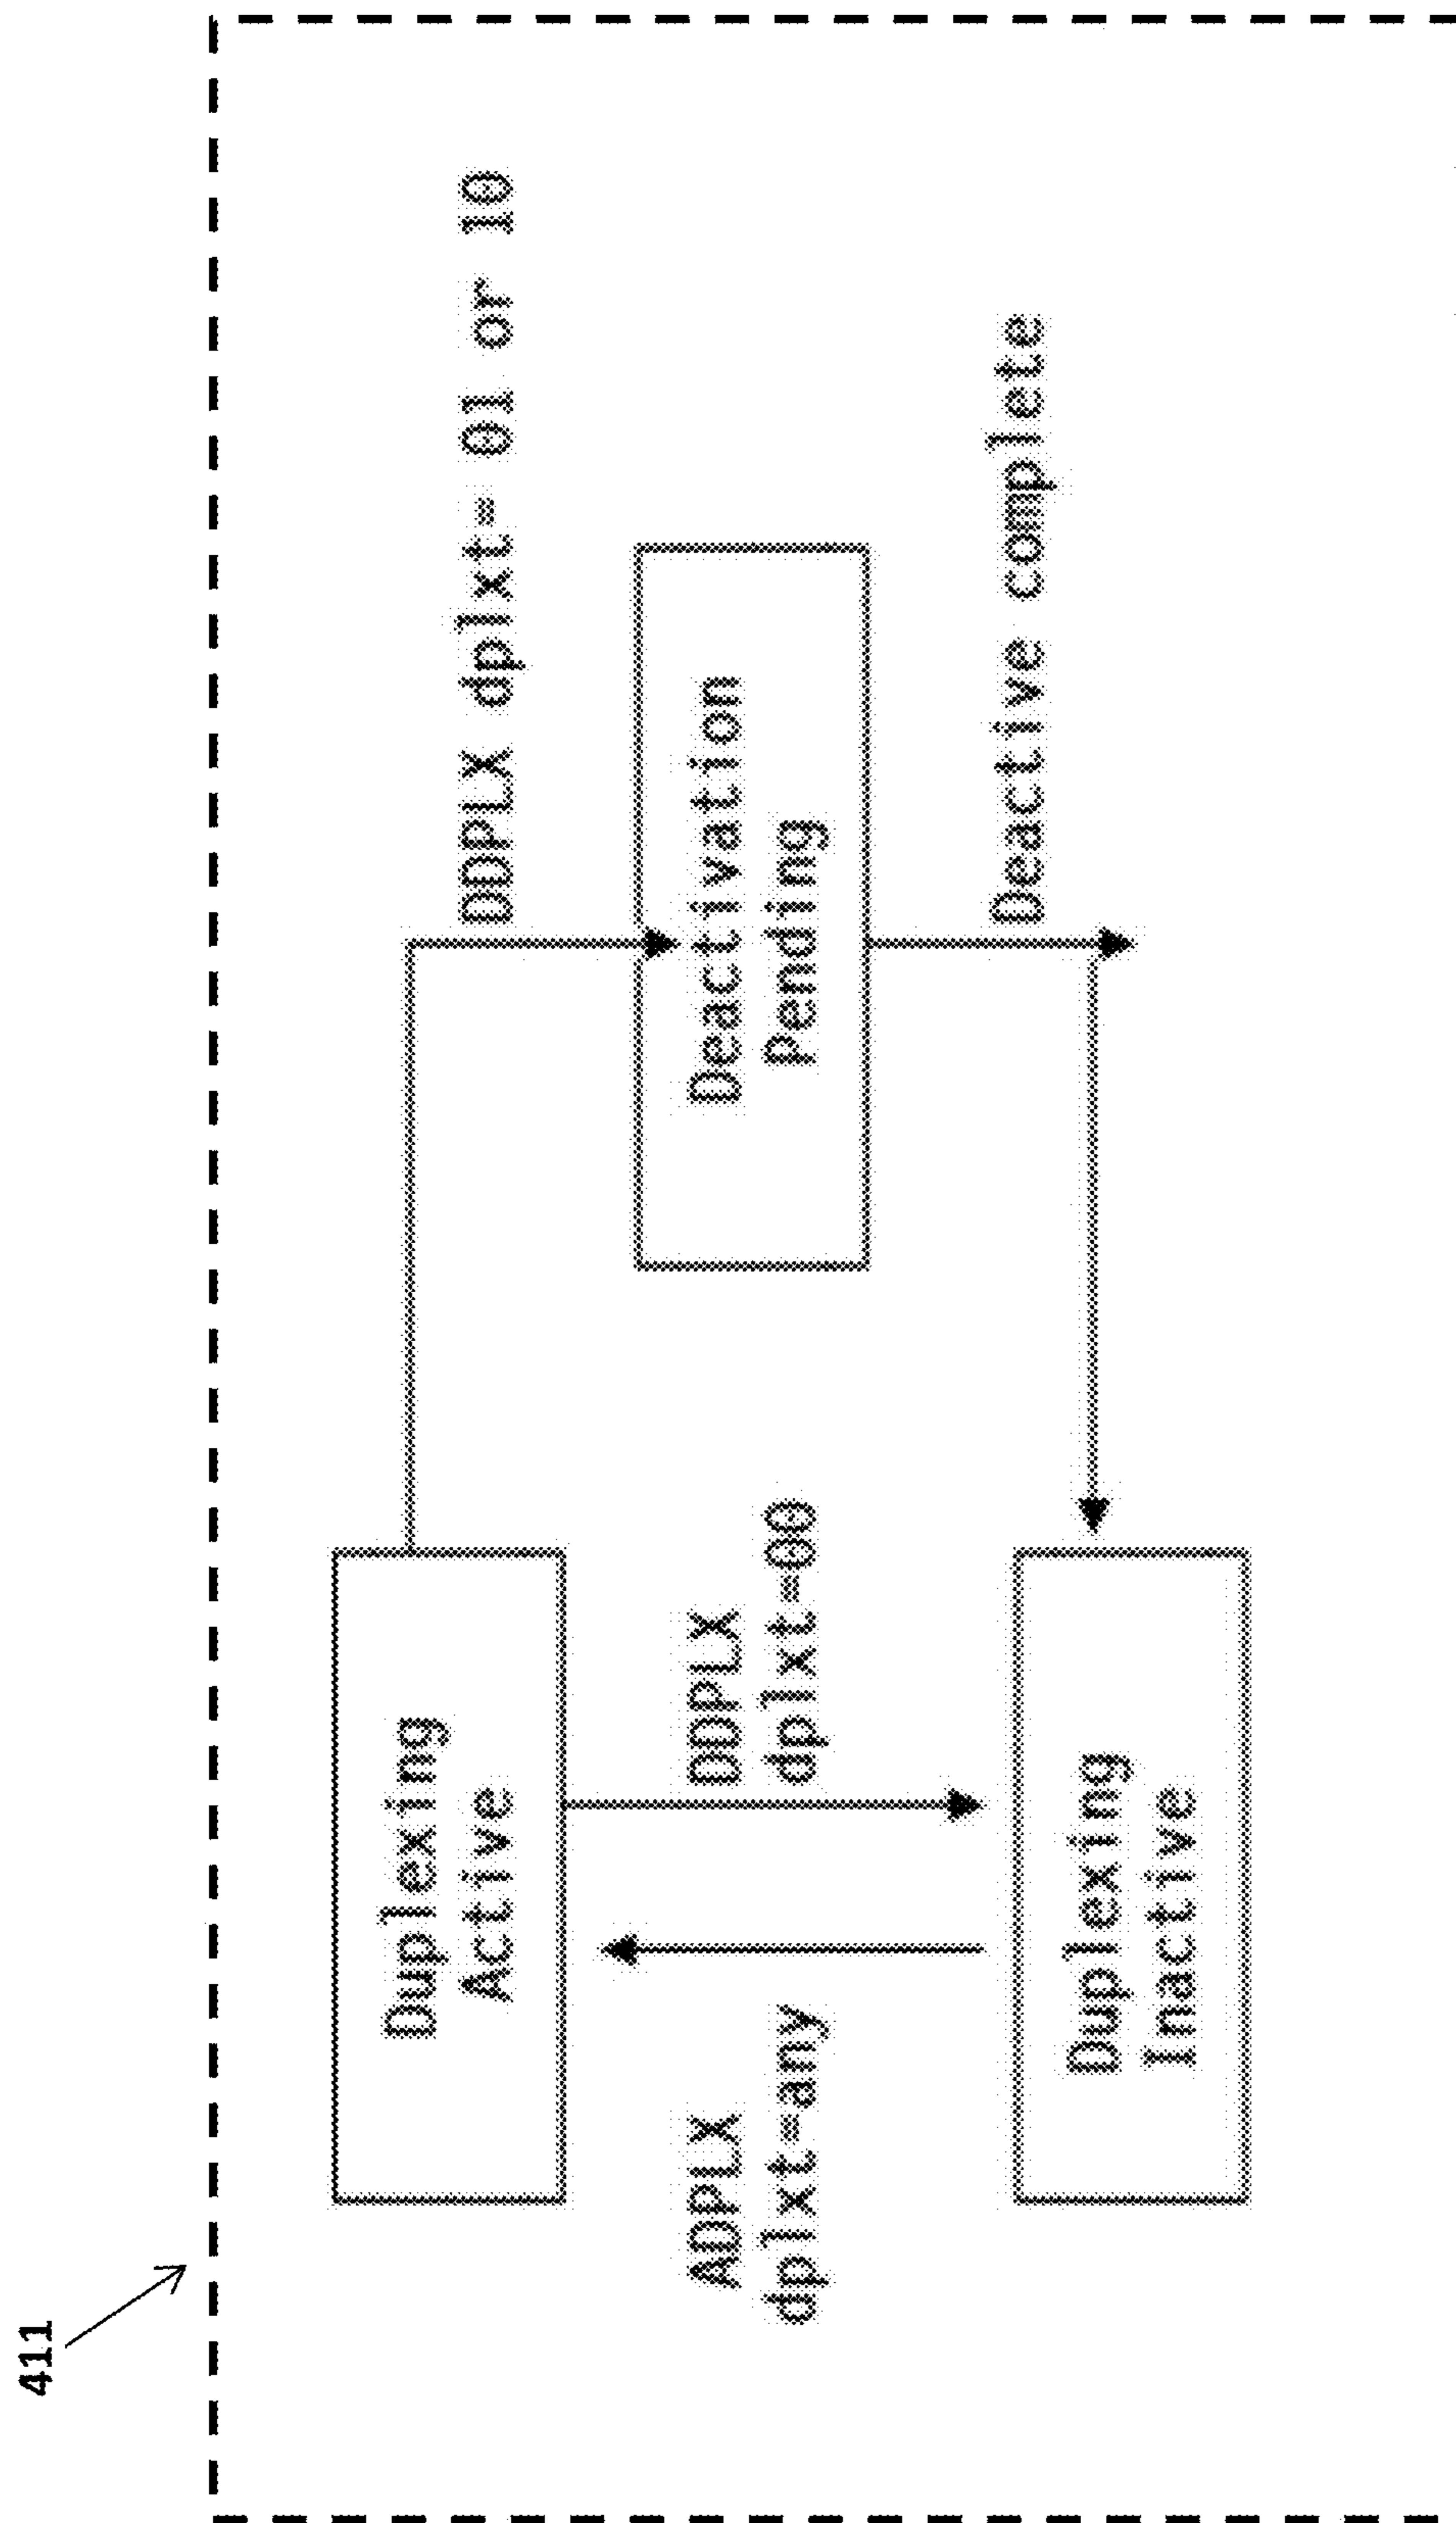 411
Duplexing
Active
DDPLX dplxt= 01 or 10
ADPLX
dplxt=any
DDPLX
dplxt=00
Deactivation
Pending
Duplexing
Inactive
Deactive complete